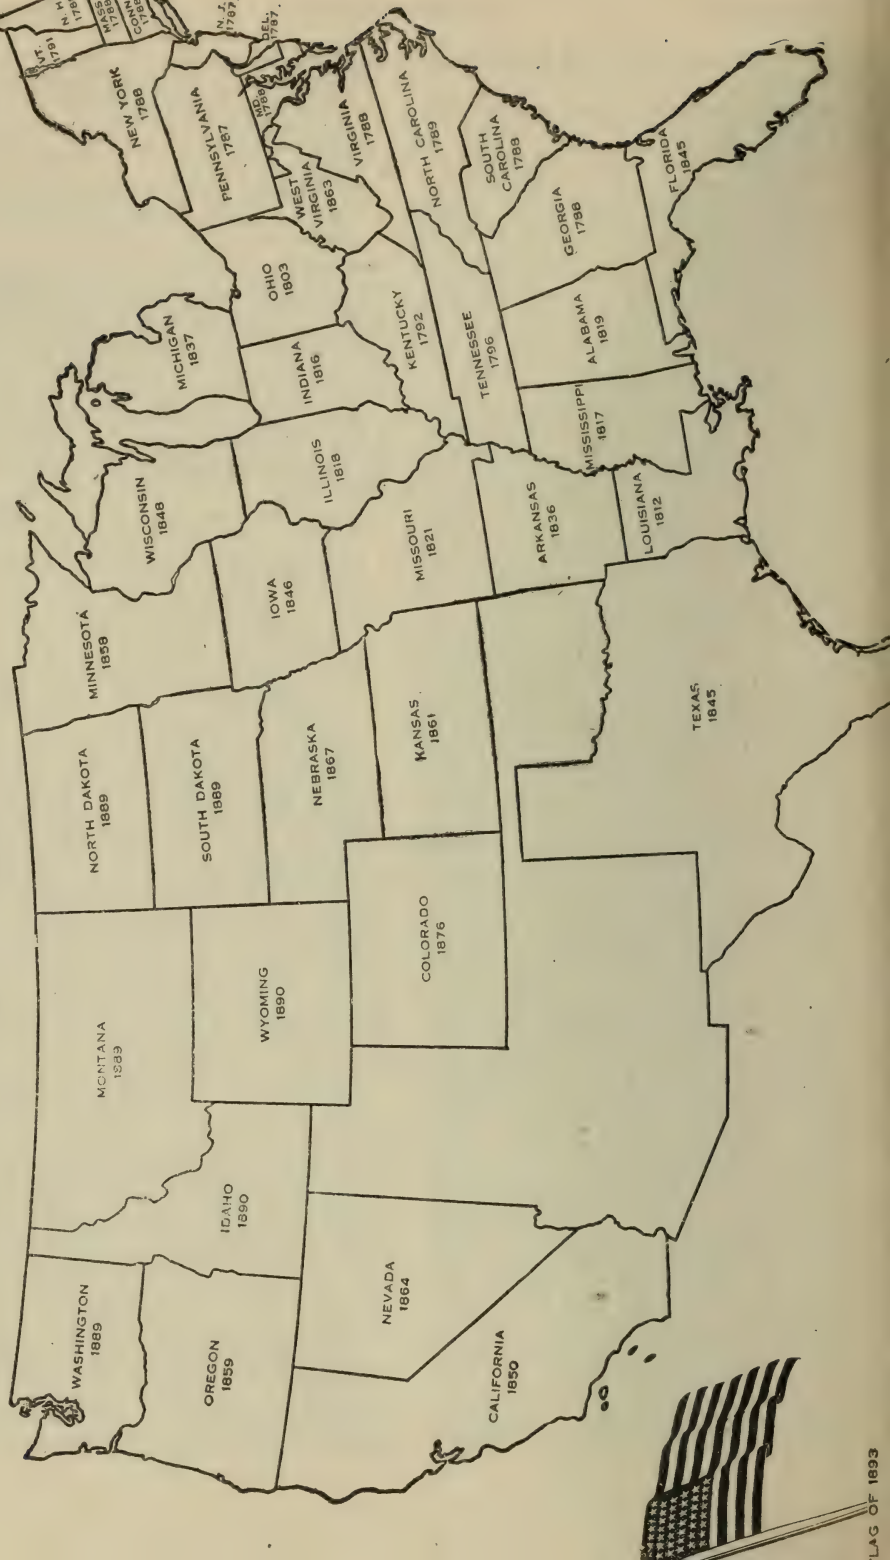 WASHINGTON
1889
OREGON
1859
CALIFORNIA
1850
NEVADA
1864
IDAHO
1890
MONTANA
1889
WYOMING
1890
COLORADO
1876
NORTH DAKOTA
1889
SOUTH DAKOTA
1889
NEBRASKA
1867
KANSAS
1861
TEXAS
1845
MINNESOTA
1858
IOWA
1846
MISSOURI
1821
ARKANSAS
1836
LOUISIANA
1812
WISCONSIN
1848
ILLINOIS
1818
MICHIGAN
1837
INDIANA
1816
OHIO
1803
KENTUCKY
1792
TENNESSEE
1796
MISSISSIPPI
1817
ALABAMA
1819
GEORGIA
1788
FLORIDA
1845
SOUTH
CAROLINA
1788
NORTH CAROLINA
1789
VIRGINIA
1788
WEST
VIRGINIA
1863
PENNSYLVANIA
1787
NEW YORK
1788
VT.
1791
N. H.
MASS
1788
CONN
N. J.
1787
DEL.
1787.
MD.
1788
LAG OF 1893